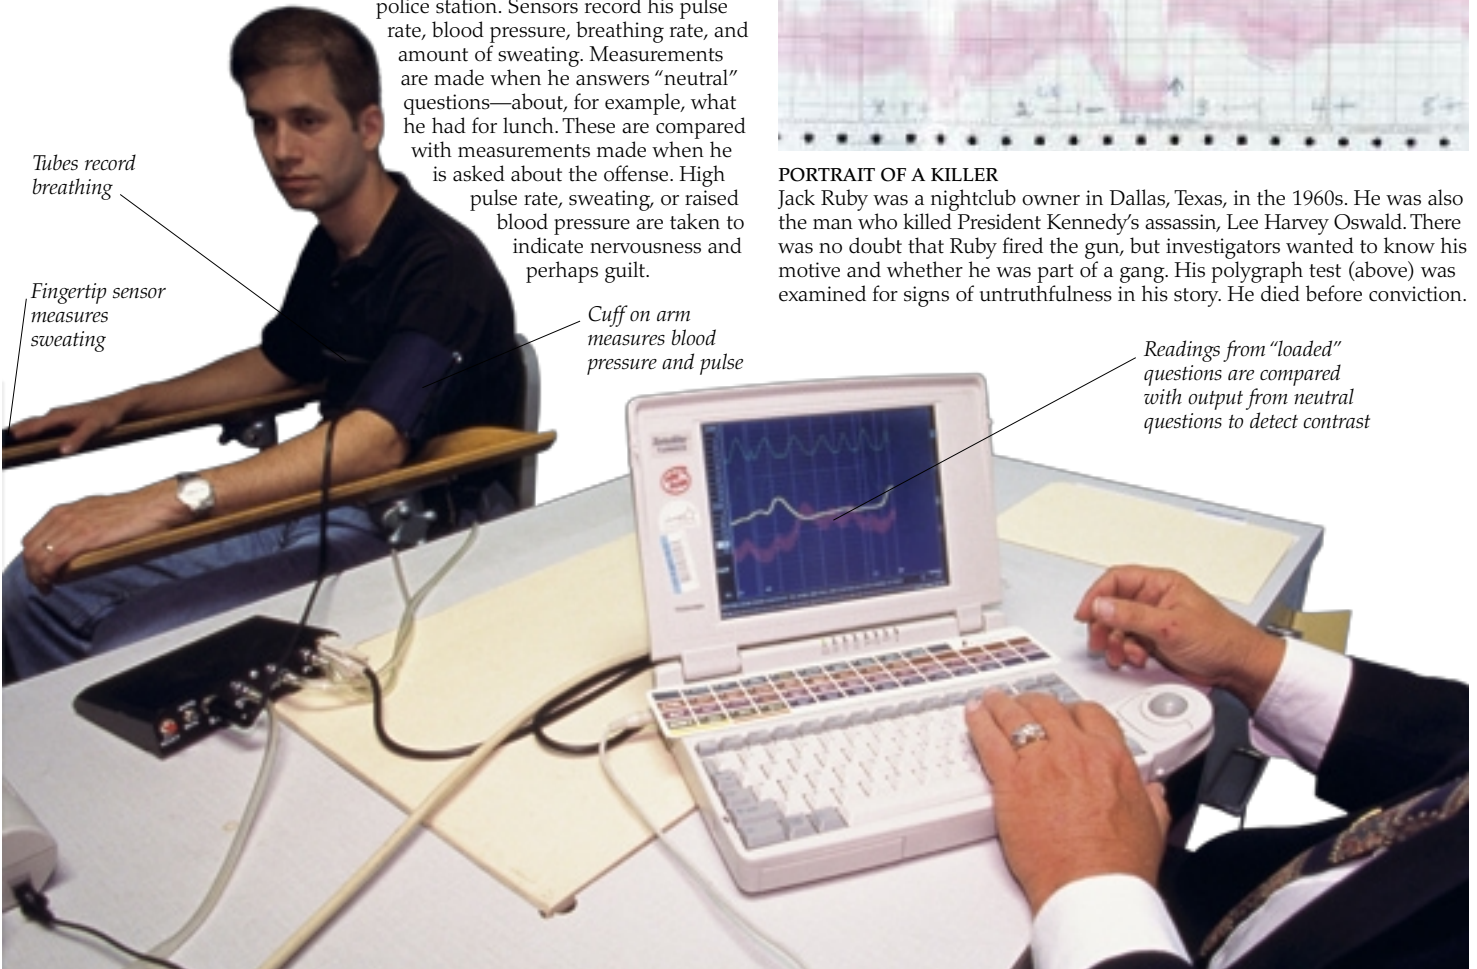 police station. Sensors record his pulse
rate, blood pressure, breathing rate, and
amount of sweating. Measurements
are made when he answers “neutral”
questions—about, for example, what
he had for lunch. These are compared
with measurements made when he
is asked about the offense. High
pulse rate, sweating, or raised
blood pressure are taken to
indicate nervousness and
perhaps guilt.
PORTRAIT OF A KILLER
Jack Ruby was a nightclub owner in Dallas, Texas, in the 1960s. He was also
the man who killed President Kennedy’s assassin, Lee Harvey Oswald. There
was no doubt that Ruby fired the gun, but investigators wanted to know his
motive and whether he was part of a gang. His polygraph test (above) was
examined for signs of untruthfulness in his story. He died before conviction.
Tubes record
breathing
Fingertip sensor
measures
sweating
Cuff on arm
measures blood
pressure and pulse
Readings from “loaded”
questions are compared
with output from neutral
questions to detect contrast